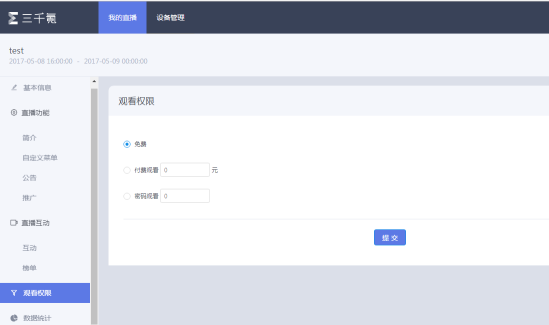 三千氪
我的直播
设备管理
test
2017-05-08 16:00:00 - 2017-05-09 00:00:00
基本信息
直播功能
简介
自定义菜单
公告
推广
直播互动
互动
榜单
观看权限
数据统计
观看权限
免费
付费观看 0 元
密码观看 0
提交